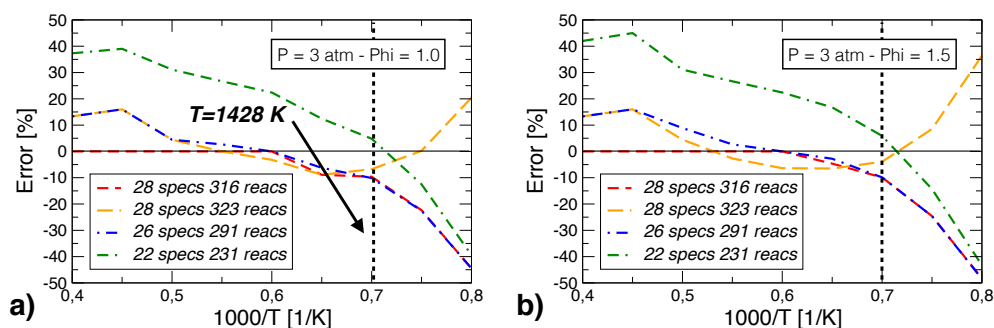 50
40
30
20
10
0
-10
-20
-30
-40
-50
Error [%]
P = 3 atm - Phi = 1.0
T=1428 K
28 specs 316 reacs
28 specs 323 reacs
26 specs 291 reacs
22 specs 231 reacs
0,4 0,5 0,6 0,7 0,8
1000/T [1/K]
a)
50
40
30
20
10
0
-10
-20
-30
-40
-50
Error [%]
P = 3 atm - Phi = 1.5
28 specs 316 reacs
28 specs 323 reacs
26 specs 291 reacs
22 specs 231 reacs
0,4 0,5 0,6 0,7 0,8
1000/T [1/K]
b)